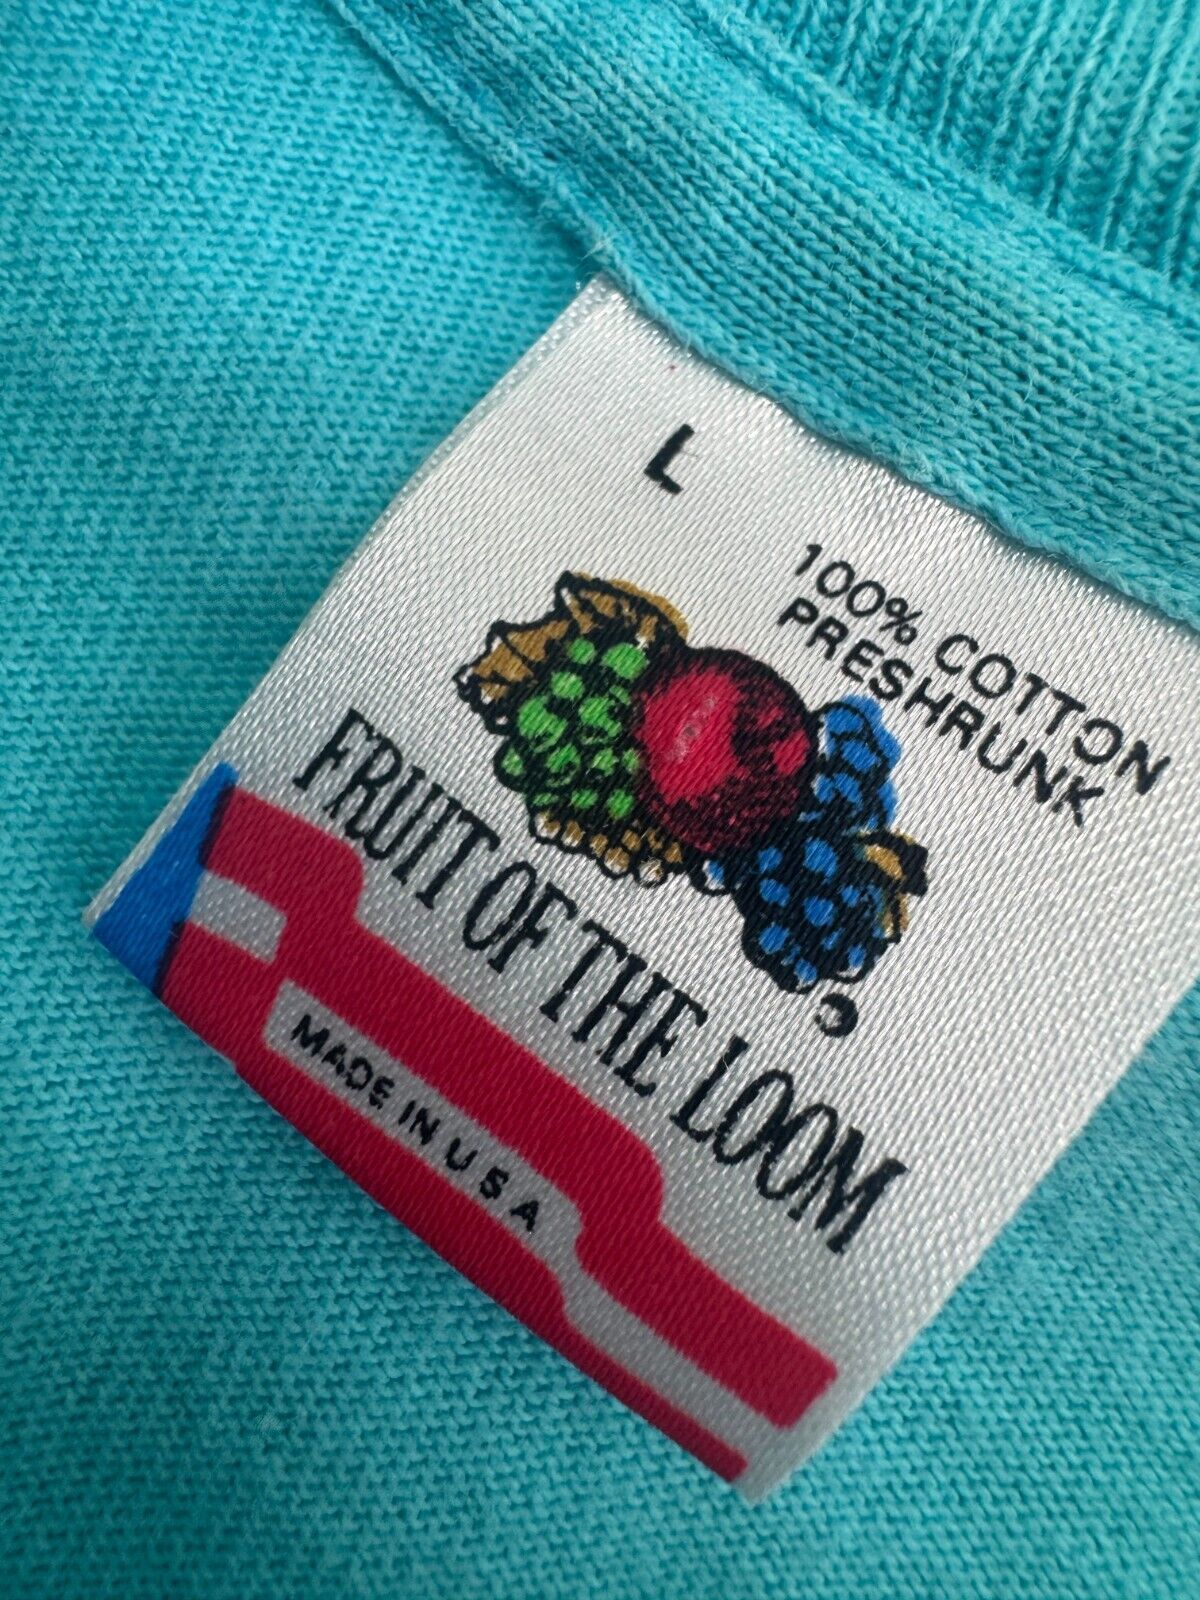 L
100% COTTON
PRESHRUNK
FRUIT OF THE LOOM
MADE IN U S A